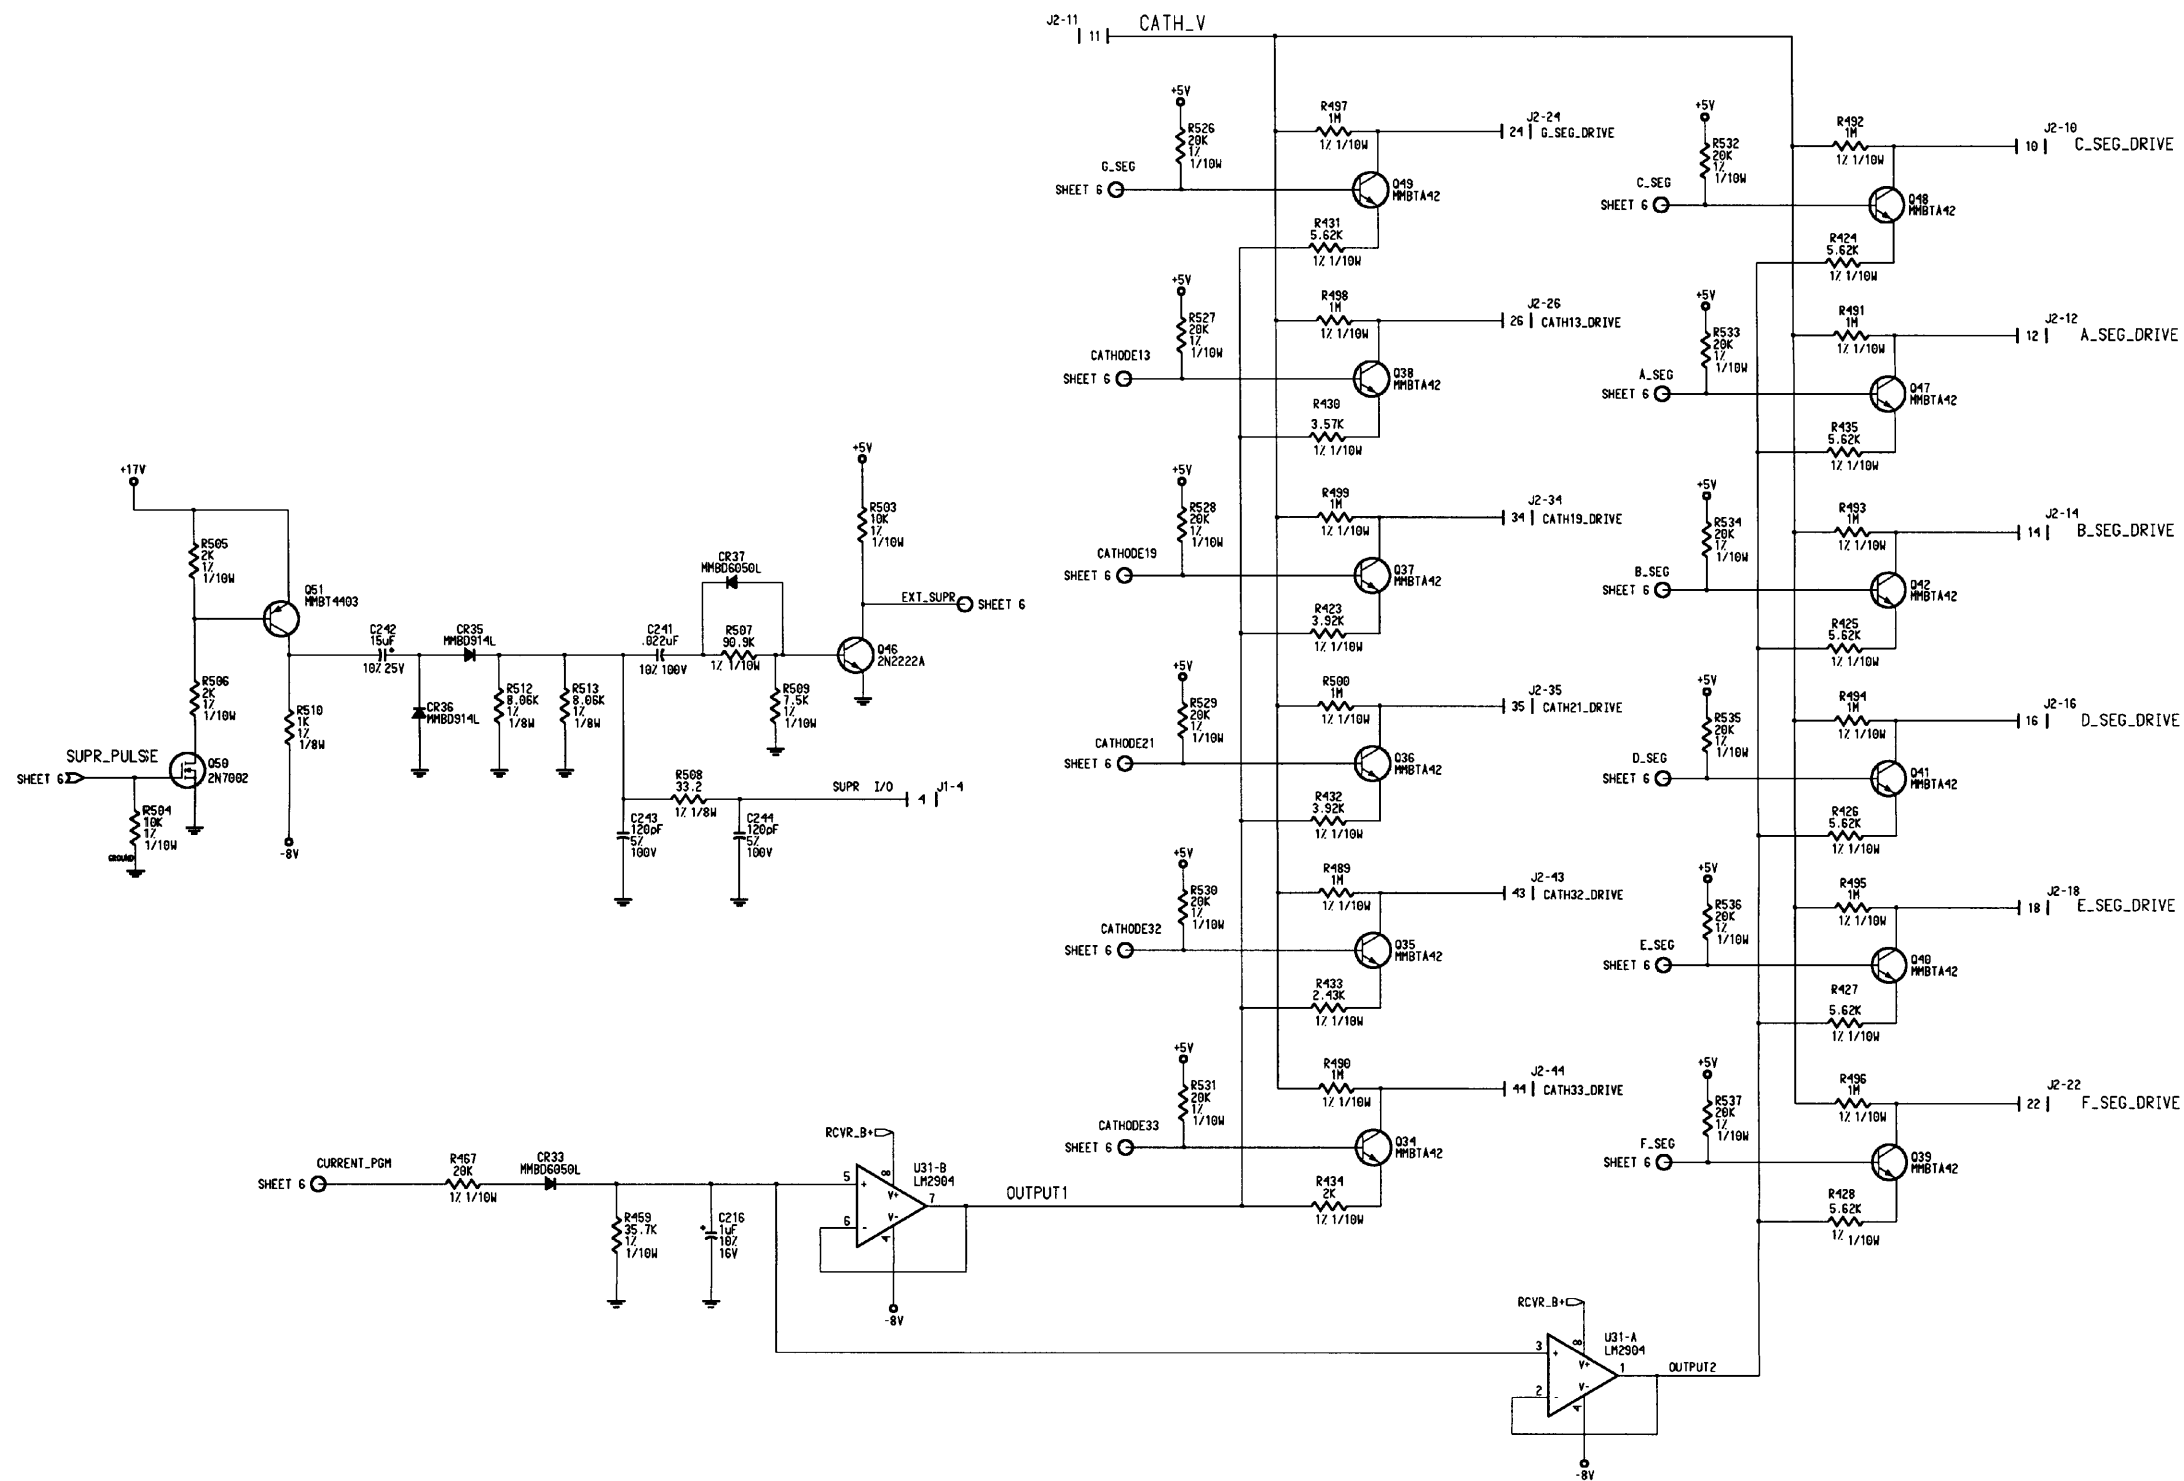 J2-11
11
CATH_V
+5V
R526
20K
1%
1/10W
G_SEG
SHEET 6
R497
1M
1% 1/10W
J2-24
24
G_SEG_DRIVE
Q49
MMBTA42
R431
5.62K
1% 1/10W
+5V
R527
20K
1%
1/10W
CATHODE13
SHEET 6
R498
1M
1% 1/10W
J2-26
26
CATH13_DRIVE
Q38
MMBTA42
R430
3.57K
1% 1/10W
+5V
R528
20K
1%
1/10W
CATHODE19
SHEET 6
R499
1M
1% 1/10W
J2-34
34
CATH19_DRIVE
Q37
MMBTA42
R423
3.92K
1% 1/10W
+5V
R529
20K
1%
1/10W
CATHODE21
SHEET 6
R500
1M
1% 1/10W
J2-35
35
CATH21_DRIVE
Q36
MMBTA42
R432
3.92K
1% 1/10W
+5V
R530
20K
1%
1/10W
CATHODE32
SHEET 6
R489
1M
1% 1/10W
J2-43
43
CATH32_DRIVE
Q35
MMBTA42
R433
2.43K
1% 1/10W
+5V
R531
20K
1%
1/10W
CATHODE33
SHEET 6
R490
1M
1% 1/10W
J2-44
44
CATH33_DRIVE
Q34
MMBTA42
R434
2K
1% 1/10W
+5V
R532
20K
1%
1/10W
C_SEG
SHEET 6
R492
1M
1% 1/10W
J2-10
10
C_SEG_DRIVE
Q48
MMBTA42
R424
5.62K
1% 1/10W
+5V
R533
20K
1%
1/10W
A_SEG
SHEET 6
R491
1M
1% 1/10W
J2-12
12
A_SEG_DRIVE
Q47
MMBTA42
R435
5.62K
1% 1/10W
+5V
R534
20K
1%
1/10W
B_SEG
SHEET 6
R493
1M
1% 1/10W
J2-14
14
B_SEG_DRIVE
Q42
MMBTA42
R425
5.62K
1% 1/10W
+5V
R535
20K
1%
1/10W
D_SEG
SHEET 6
R494
1M
1% 1/10W
J2-16
16
D_SEG_DRIVE
Q41
MMBTA42
R426
5.62K
1% 1/10W
+5V
R536
20K
1%
1/10W
E_SEG
SHEET 6
R495
1M
1% 1/10W
J2-18
18
E_SEG_DRIVE
Q40
MMBTA42
R427
5.62K
1% 1/10W
+5V
R537
20K
1%
1/10W
F_SEG
SHEET 6
R496
1M
1% 1/10W
J2-22
22
F_SEG_DRIVE
Q39
MMBTA42
R428
5.62K
1% 1/10W
+17V
R505
2K
1%
1/10W
Q51
MMBT4403
R506
2K
1%
1/10W
R510
1K
1%
1/8W
-8V
SUPR_PULSE
SHEET 6
Q50
2N7002
R504
10K
1%
1/10W
GROUND
C242
15uF
+
10% 25V
CR35
MMBD914L
CR36
MMBD914L
R512
8.06K
1%
1/8W
R513
8.06K
1%
1/8W
C241
.022uF
10% 100V
CR37
MMBD6050L
R507
90.9K
1% 1/10W
R509
7.5K
1%
1/10W
+5V
R503
10K
1%
1/10W
EXT_SUPR
SHEET 6
Q46
2N2222A
R508
33.2
1% 1/8W
SUPR I/O
4
J1-4
C243
120pF
5%
100V
C244
120pF
5%
100V
CURRENT_PGM
SHEET 6
R467
20K
1% 1/10W
CR33
MMBD6050L
R459
35.7K
1%
1/10W
+
C216
1uF
10%
16V
RCVR_B+
U31-B
LM2904
5
+
8
V+
7
6
-
V-
4
-8V
OUTPUT1
RCVR_B+
U31-A
LM2904
3
+
8
V+
1
2
-
V-
4
-8V
OUTPUT2